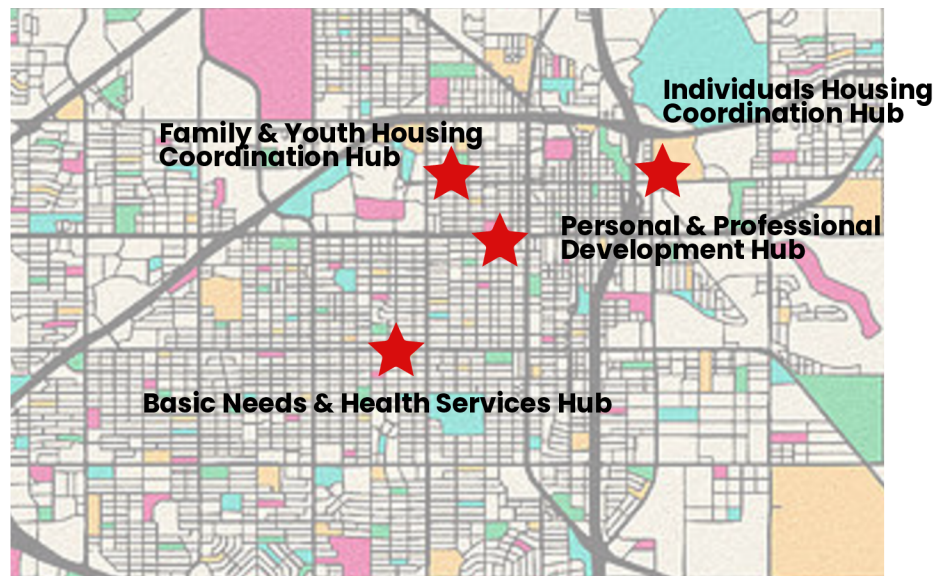 Individuals Housing
Coordination Hub
Family & Youth Housing
Coordination Hub
Personal & Professional
Development Hub
Basic Needs & Health Services Hub